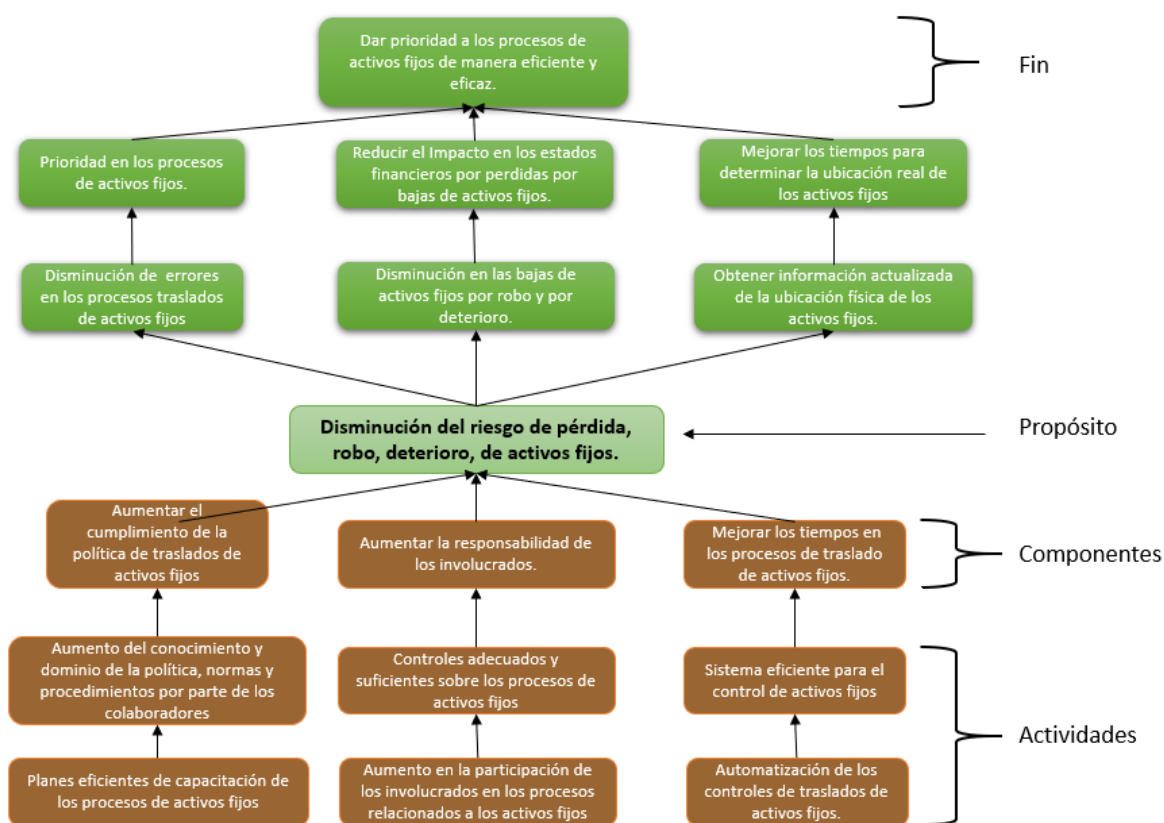 Dar prioridad a los procesos de
activos fijos de manera eficiente y
eficaz.
Fin
Prioridad en los procesos
de activos fijos.
Reducir el Impacto en los estados
financieros por perdidas por
bajas de activos fijos.
Mejorar los tiempos para
determinar la ubicación real de
los activos fijos
Disminución de errores
en los procesos traslados
de activos fijos
Disminución en las bajas de
activos fijos por robo y por
deterioro.
Obtener información actualizada
de la ubicación física de los
activos fijos.
Disminución del riesgo de pérdida,
robo, deterioro, de activos fijos.
Propósito
Aumentar el
cumplimiento de la
política de traslados de
activos fijos
Aumentar la responsabilidad de
los involucrados.
Mejorar los tiempos en
los procesos de traslado
de activos fijos.
Componentes
Aumento del conocimiento y
dominio de la política, normas y
procedimientos por parte de los
colaboradores
Controles adecuados y
suficientes sobre los procesos de
activos fijos
Sistema eficiente para el
control de activos fijos
Actividades
Planes eficientes de capacitación de
los procesos de activos fijos
Aumento en la participación de
los involucrados en los procesos
relacionados a los activos fijos
Automatización de los
controles de traslados de
activos fijos.